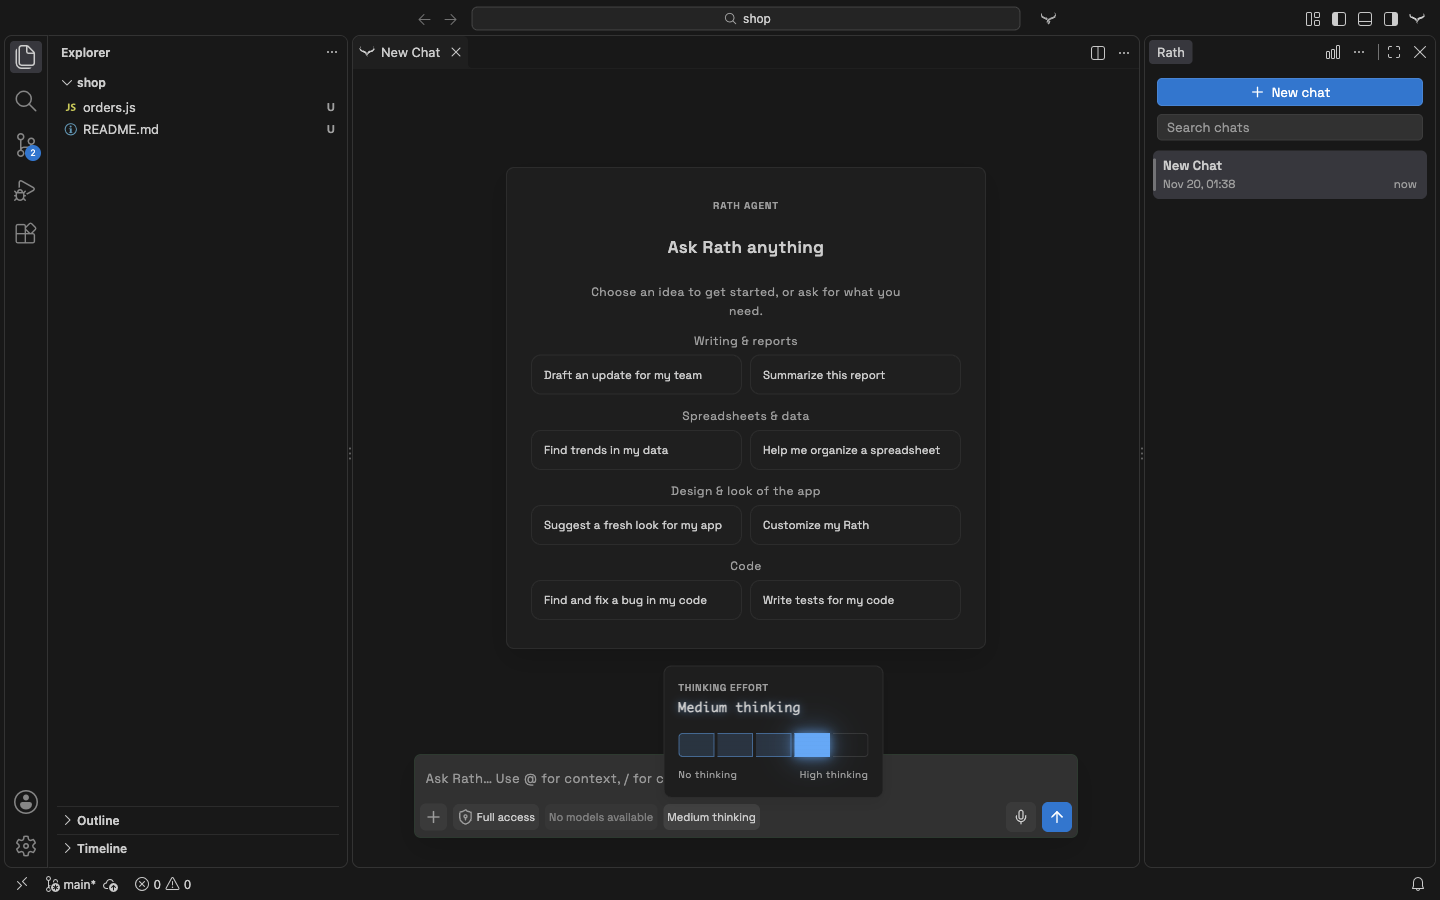 shop
Explorer
shop
JS orders.js U
README.md U
2
Outline
Timeline
main*
0
0
New Chat
RATH AGENT
Ask Rath anything
Choose an idea to get started, or ask for what you
need.
Writing & reports
Draft an update for my team
Summarize this report
Spreadsheets & data
Find trends in my data
Help me organize a spreadsheet
Design & look of the app
Suggest a fresh look for my app
Customize my Rath
Code
Find and fix a bug in my code
Write tests for my code
THINKING EFFORT
Medium thinking
No thinking
High thinking
Ask Rath... Use @ for context, / for c
Full access
No models available
Medium thinking
Rath
New chat
Search chats
New Chat
Nov 20, 01:38
now